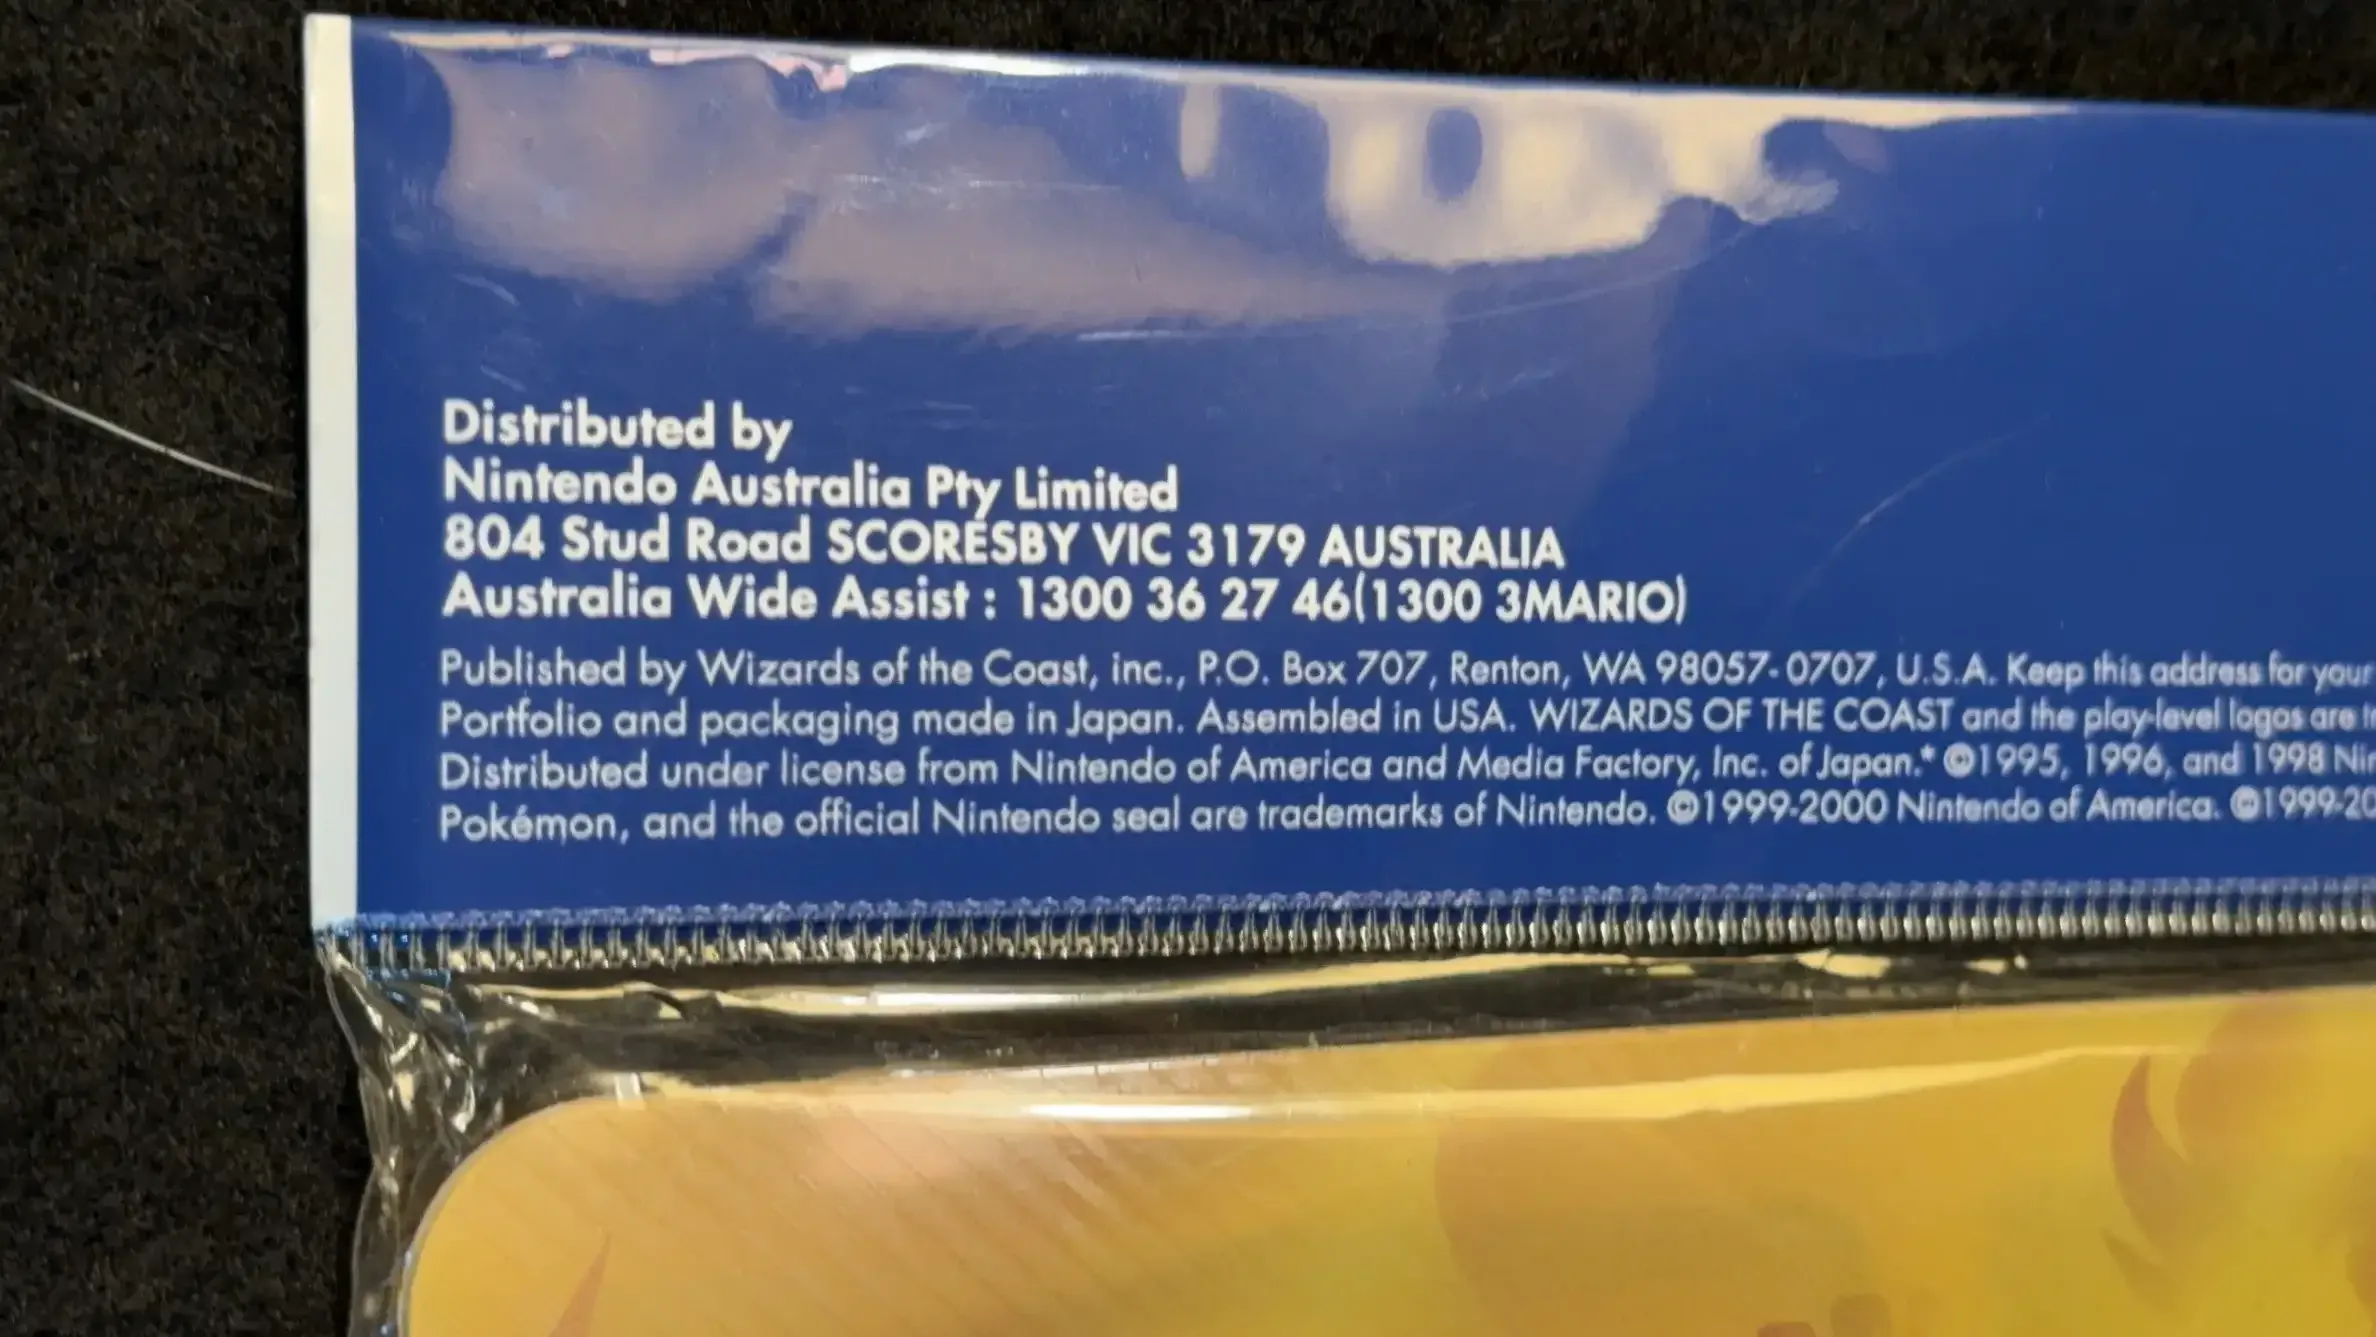 Distributed by
Nintendo Australia Pty Limited
804 Stud Road SCORESBY VIC 3179 AUSTRALIA
Australia Wide Assist : 1300 36 27 46(1300 3MARIO)
Published by Wizards of the Coast, inc., P.O. Box 707, Renton, WA 98057-0707, U.S.A. Keep this address for your
Portfolio and packaging made in Japan. Assembled in USA. WIZARDS OF THE COAST and the play-level logos are
Distributed under license from Nintendo of America and Media Factory, Inc. of Japan.* ©1995, 1996, and 1998
Pokémon, and the official Nintendo seal are trademarks of Nintendo. ©1999-2000 Nintendo of America.